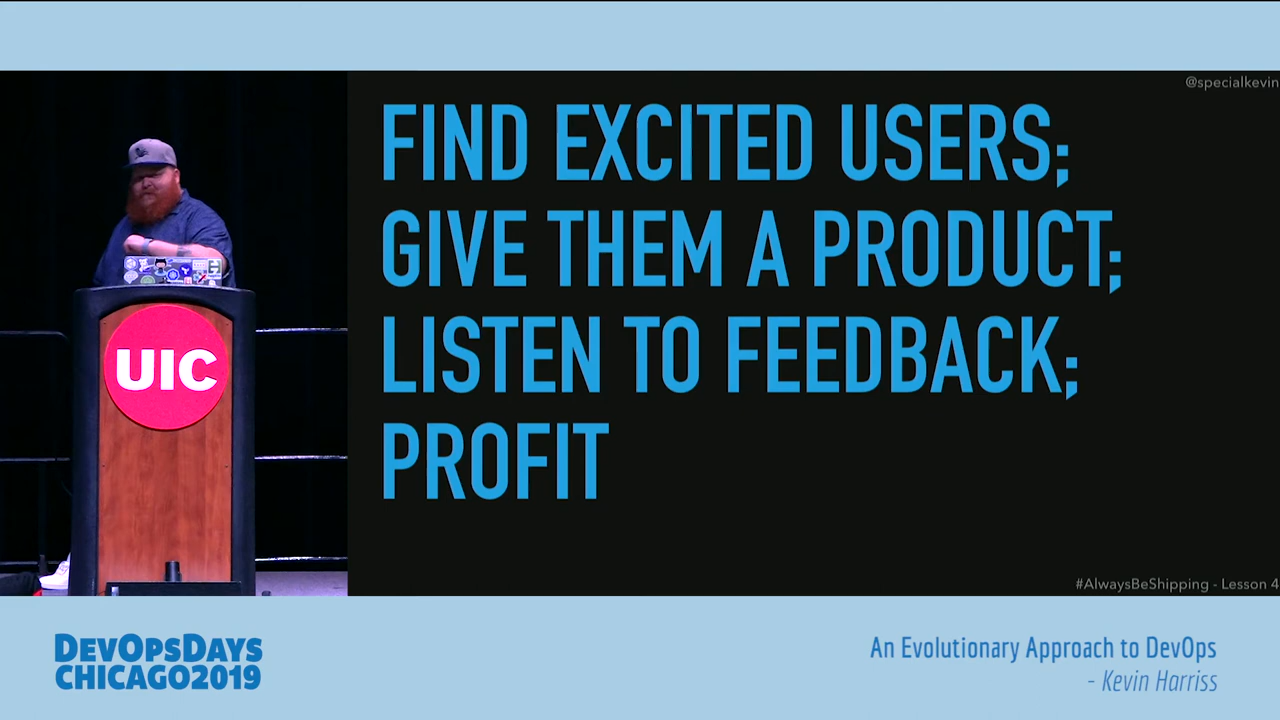 @specialkevin
FIND EXCITED USERS;
GIVE THEM A PRODUCT;
LISTEN TO FEEDBACK;
PROFIT
UIC
#AlwaysBeShipping - Lesson 4
DEVOPSDAYS
CHICAGO2019
An Evolutionary Approach to DevOps
- Kevin Harriss